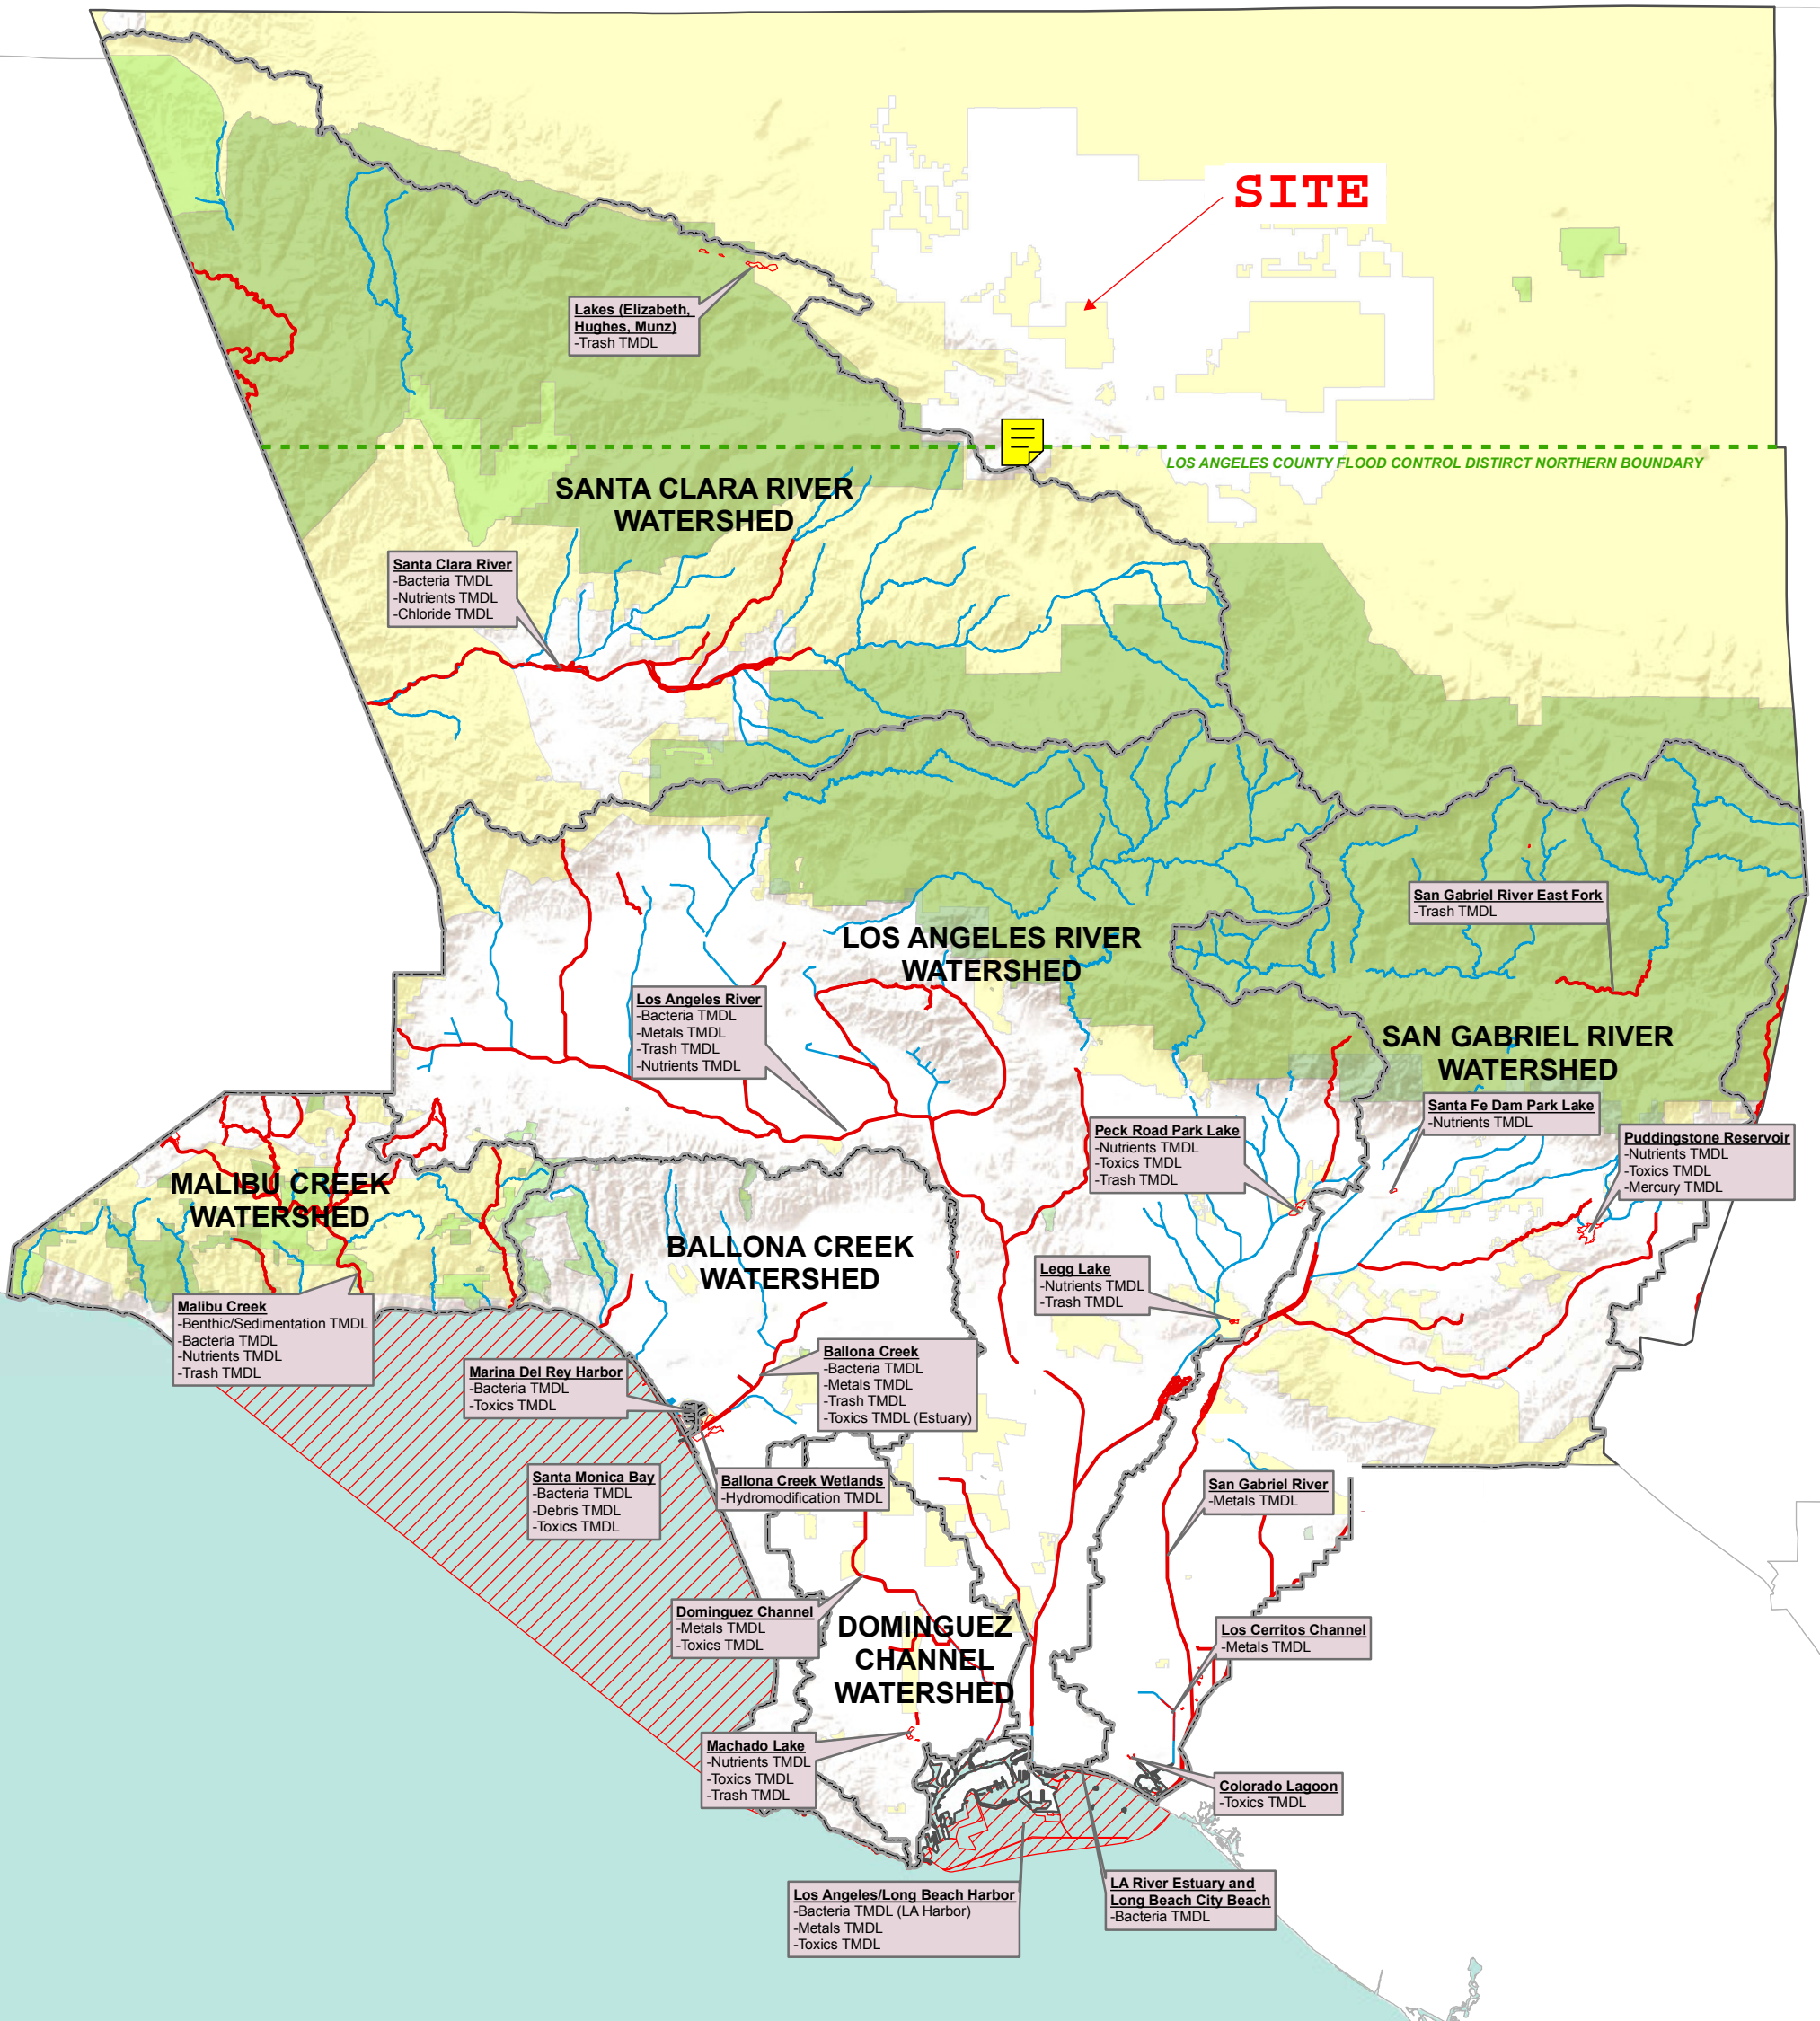 SITE
Lakes (Elizabeth,
Hughes, Munz)
-Trash TMDL
LOS ANGELES COUNTY FLOOD CONTROL DISTIRCT NORTHERN BOUNDARY
SANTA CLARA RIVER
WATERSHED
Santa Clara River
-Bacteria TMDL
-Nutrients TMDL
-Chloride TMDL
San Gabriel River East Fork
-Trash TMDL
LOS ANGELES RIVER
WATERSHED
Los Angeles River
-Bacteria TMDL
-Metals TMDL
-Trash TMDL
-Nutrients TMDL
SAN GABRIEL RIVER
WATERSHED
Santa Fe Dam Park Lake
-Nutrients TMDL
Peck Road Park Lake
-Nutrients TMDL
-Toxics TMDL
-Trash TMDL
Puddingstone Reservoir
-Nutrients TMDL
-Toxics TMDL
-Mercury TMDL
MALIBU CREEK
WATERSHED
BALLONA CREEK
WATERSHED
Legg Lake
-Nutrients TMDL
-Trash TMDL
Malibu Creek
-Benthic/Sedimentation TMDL
-Bacteria TMDL
-Nutrients TMDL
-Trash TMDL
Ballona Creek
-Bacteria TMDL
-Metals TMDL
-Trash TMDL
-Toxics TMDL (Estuary)
Marina Del Rey Harbor
-Bacteria TMDL
-Toxics TMDL
Santa Monica Bay
-Bacteria TMDL
-Debris TMDL
-Toxics TMDL
Ballona Creek Wetlands
-Hydromodification TMDL
San Gabriel River
-Metals TMDL
Dominguez Channel
-Metals TMDL
-Toxics TMDL
DOMINGUEZ
CHANNEL
WATERSHED
Los Cerritos Channel
-Metals TMDL
Machado Lake
-Nutrients TMDL
-Toxics TMDL
-Trash TMDL
Colorado Lagoon
-Toxics TMDL
Los Angeles/Long Beach Harbor
-Bacteria TMDL (LA Harbor)
-Metals TMDL
-Toxics TMDL
LA River Estuary and
Long Beach City Beach
-Bacteria TMDL